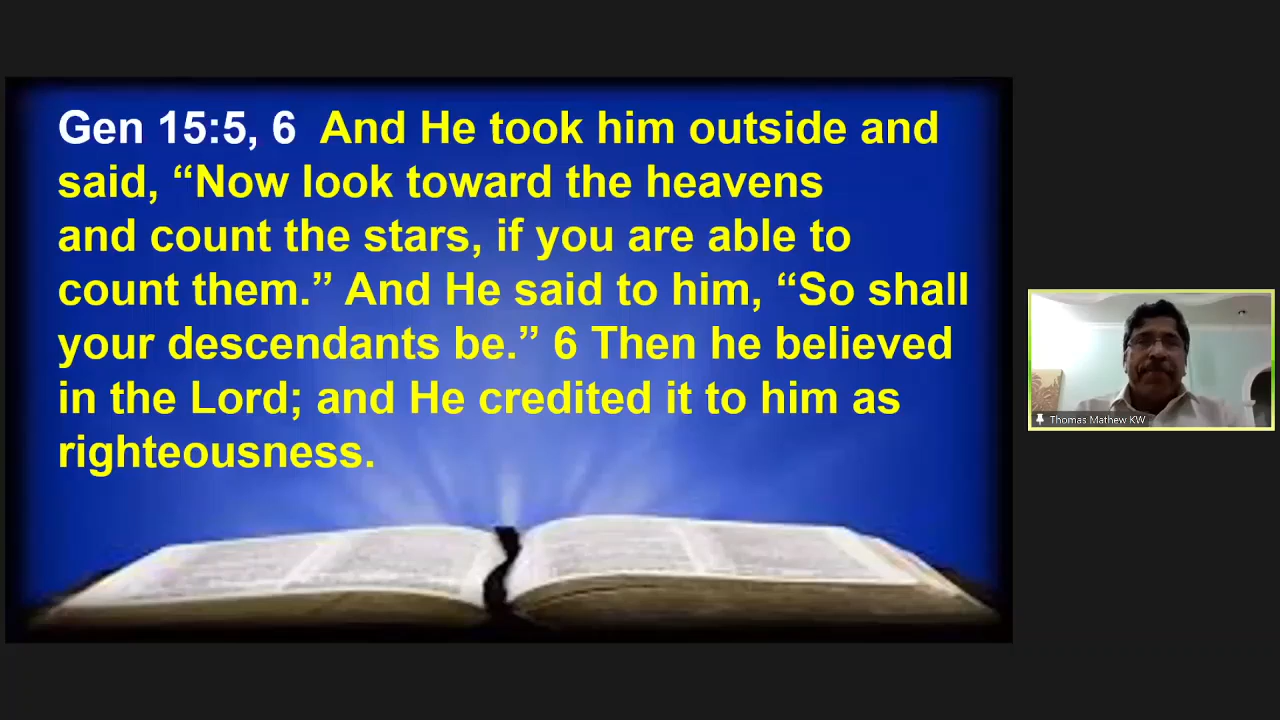 Gen 15:5, 6  And He took him outside and
said, “Now look toward the heavens
and count the stars, if you are able to
count them.” And He said to him, “So shall
your descendants be.” 6 Then he believed
in the Lord; and He credited it to him as
righteousness.
Thomas Mathew KW